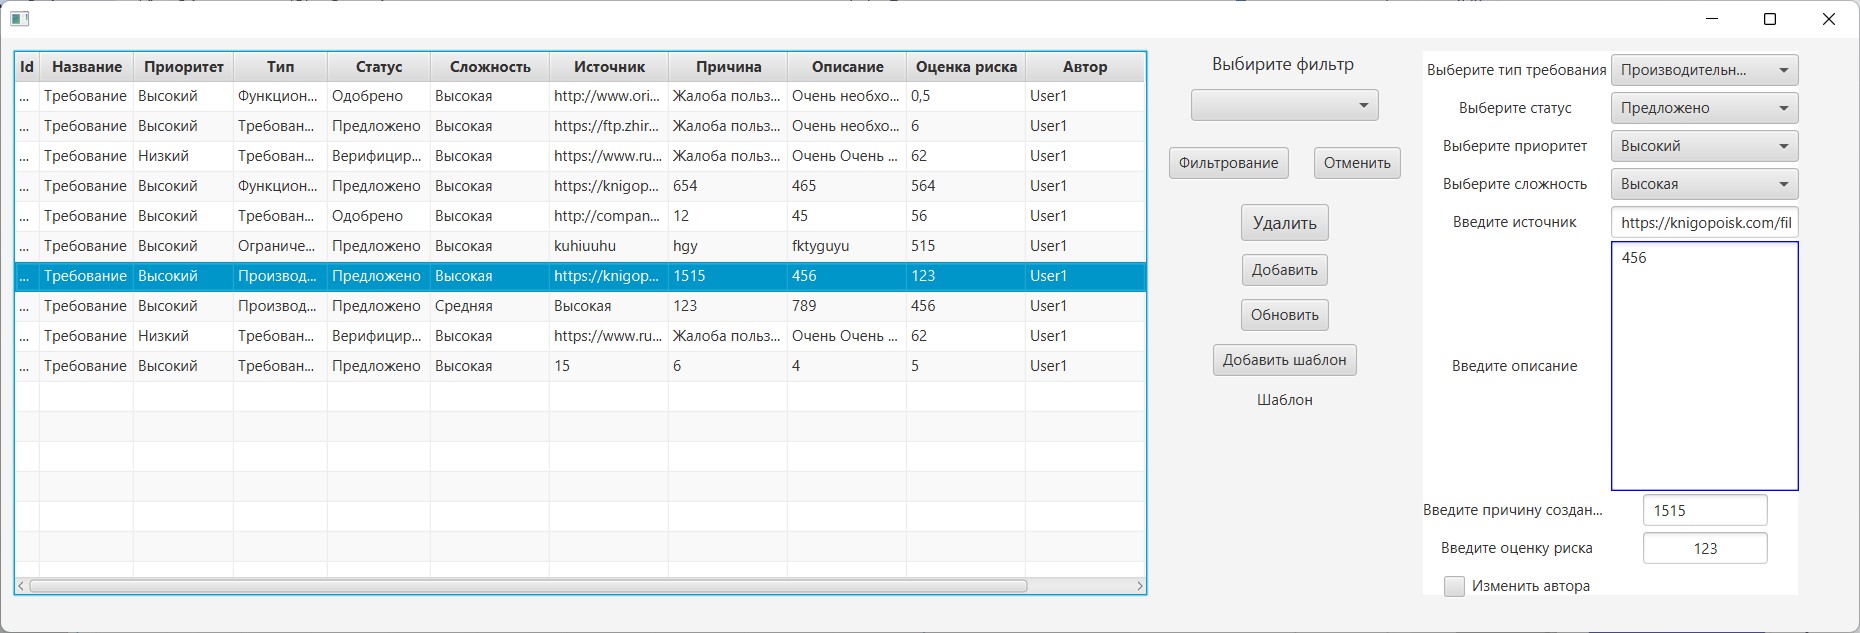 Id Название Приоритет Тип Статус Сложность Источник Причина Описание Оценка риска Автор
... Требование Высокий Функцион... Одобрено Высокая http://www.ori... Жалоба польз... Очень необхо... 0,5 User1
... Требование Высокий Требован... Предложено Высокая https://ftp.zhir... Жалоба польз... Очень необхо... 6 User1
... Требование Низкий Требован... Верифицир... Высокая https://www.ru... Жалоба польз... Очень Очень ... 62 User1
... Требование Высокий Функцион... Предложено Высокая https://knigop... 654 465 564 User1
... Требование Высокий Требован... Одобрено Высокая http://compan... 12 45 56 User1
... Требование Высокий Ограниче... Предложено Высокая kuhiuuhu hgy fktyguyu 515 User1
... Требование Высокий Производ... Предложено Высокая https://knigop... 1515 456 123 User1
... Требование Высокий Производ... Предложено Средняя Высокая 123 789 456 User1
... Требование Низкий Требован... Верифицир... Высокая https://www.ru... Жалоба польз... Очень Очень ... 62 User1
... Требование Высокий Требован... Предложено Высокая 15 6 4 5 User1
Выбирите фильтр
Фильтрование Отменить
Удалить
Добавить
Обновить
Добавить шаблон
Шаблон
Выберите тип требования Производительн...
Выберите статус Предложено
Выберите приоритет Высокий
Выберите сложность Высокая
Введите источник https://knigopoisk.com/fil
456
Введите описание
Введите причину создан... 1515
Введите оценку риска 123
Изменить автора